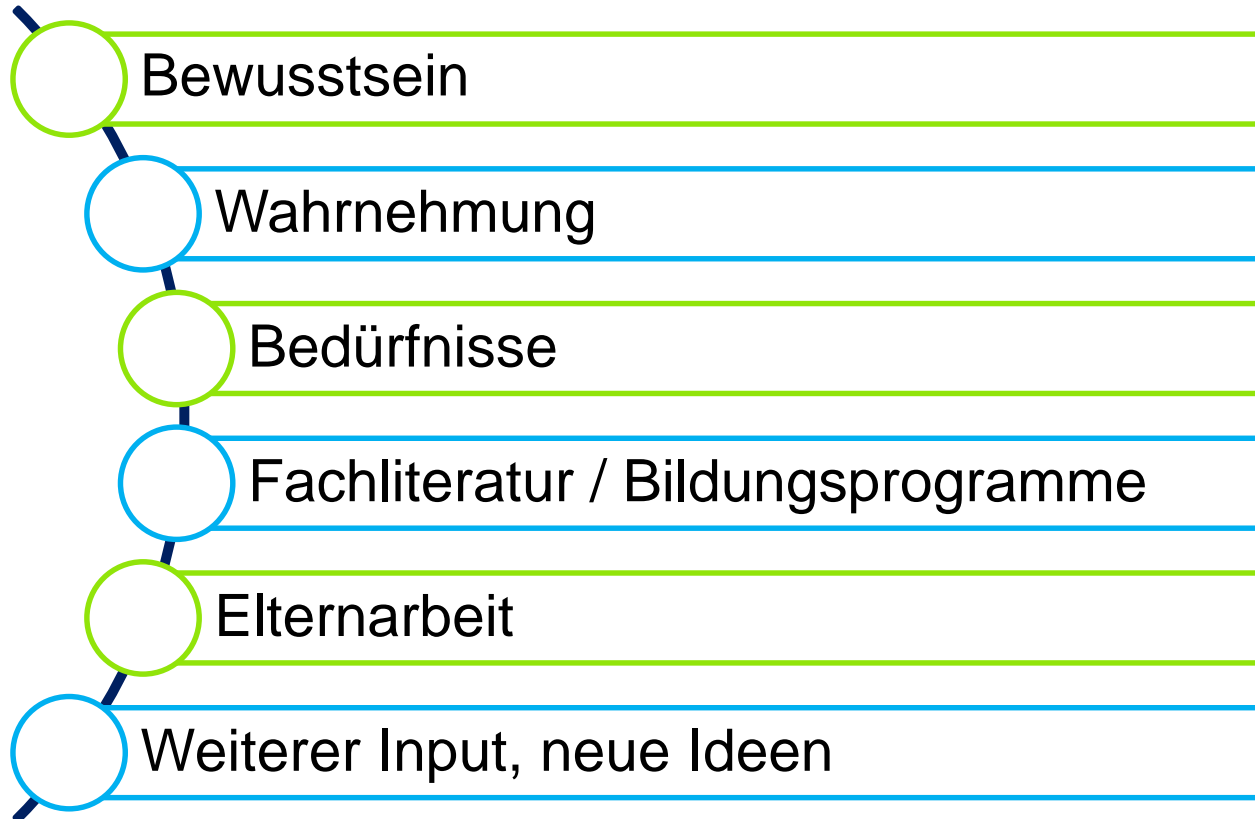 Bewusstsein
Wahrnehmung
Bedürfnisse
Fachliteratur / Bildungsprogramme
Elternarbeit
Weiterer Input, neue Ideen